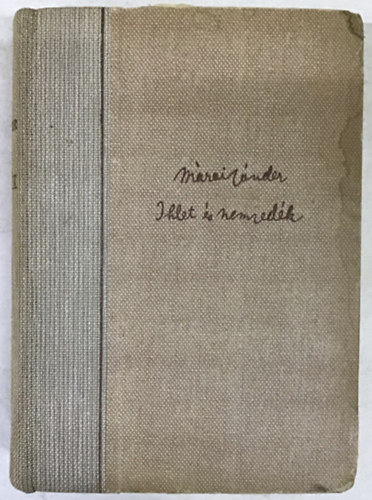 Márai Sándor
Ihlet és nemzedék